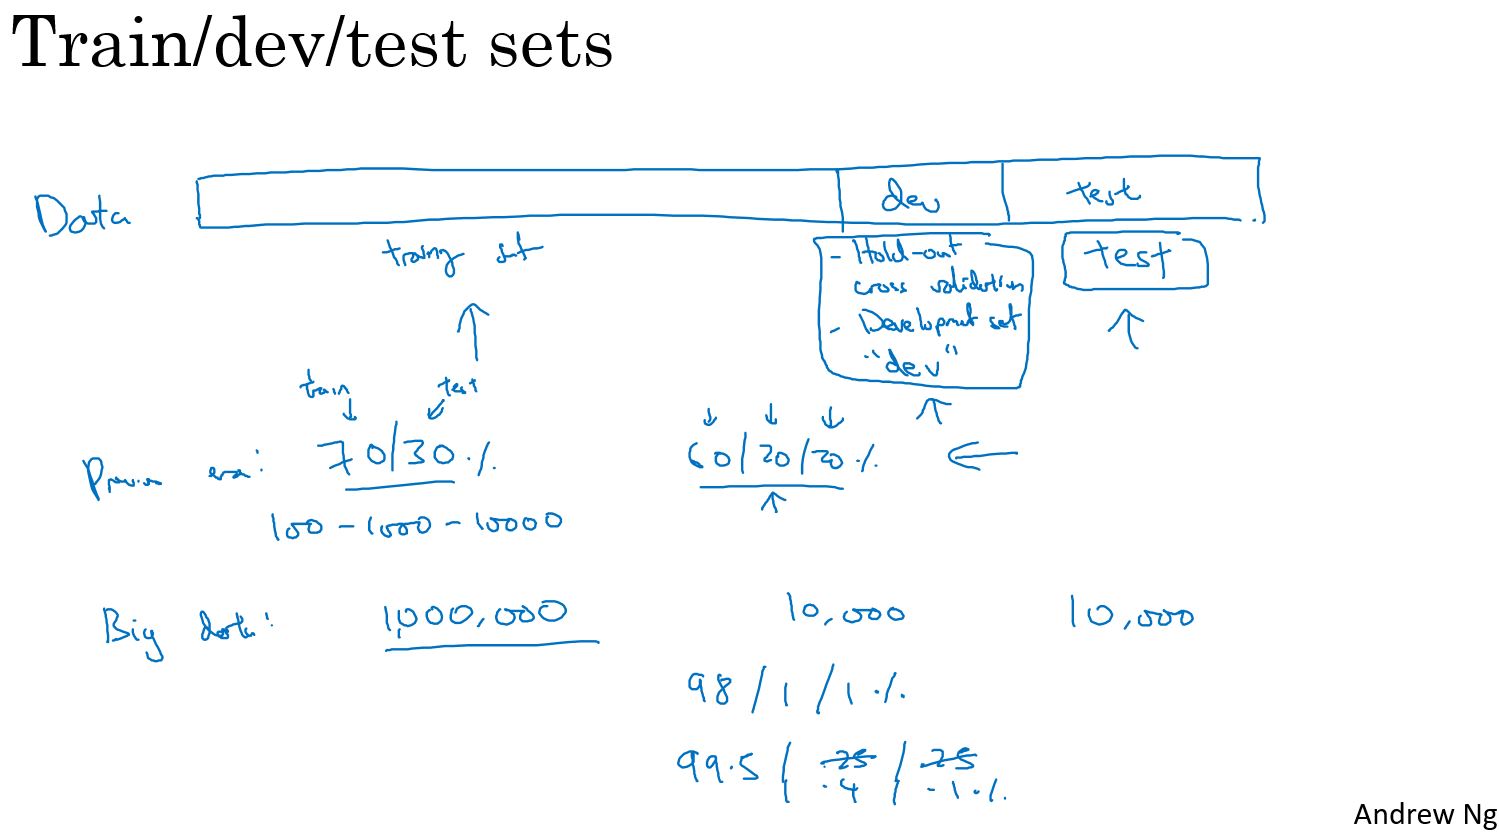 Train/dev/test sets
Data
dev
test
training set
- Hold-out
cross validation
- Development set
"dev"
test
train
test
Previous era:
70/30 %
60/20/20 %
100 - 1000 - 10000
Big data:
1,000,000
10,000
10,000
98 / 1 / 1 %
99.5 / .25 / .25
.4 .1 %
Andrew Ng